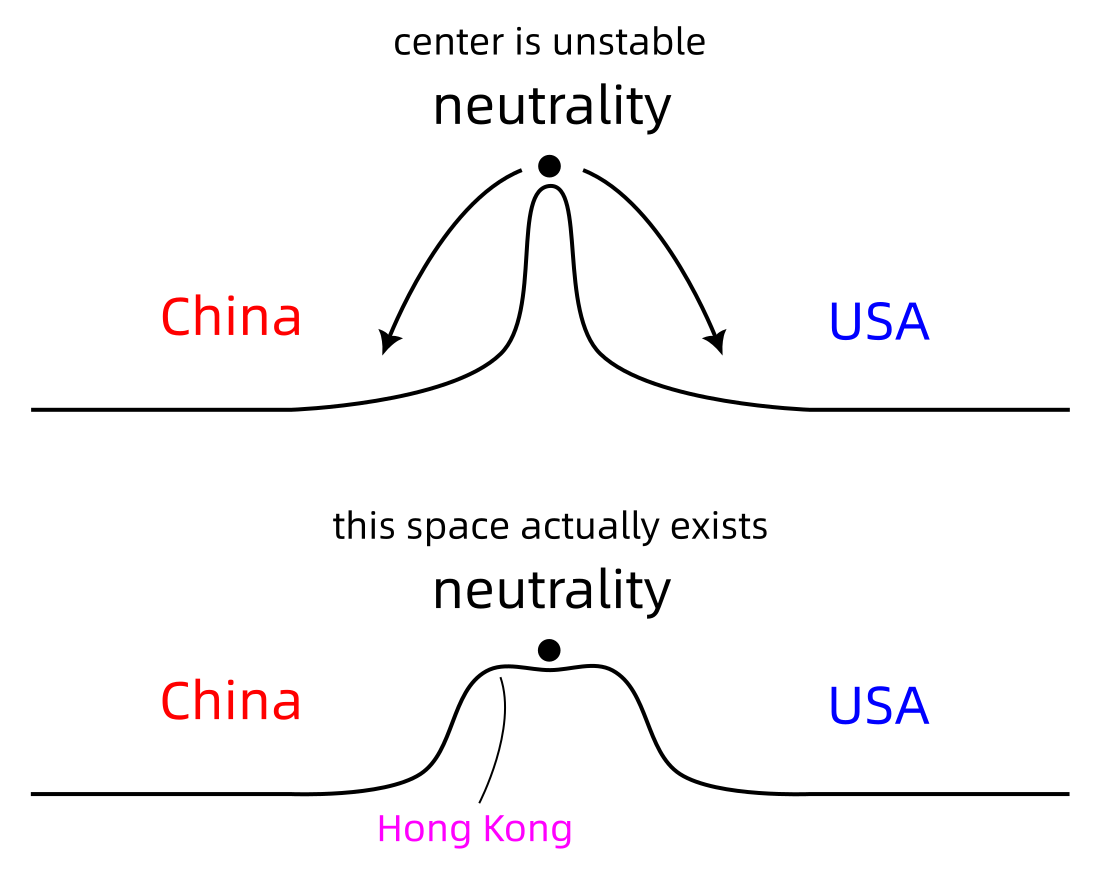 center is unstable
neutrality
China
USA
this space actually exists
neutrality
China
USA
Hong Kong